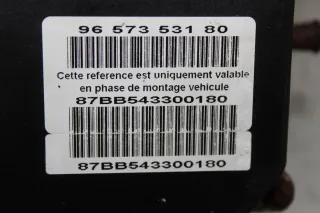 96 573 531 80
Cette reference est uniquement valable
en phase de montage vehicule
87BB543300180
87BB543300180